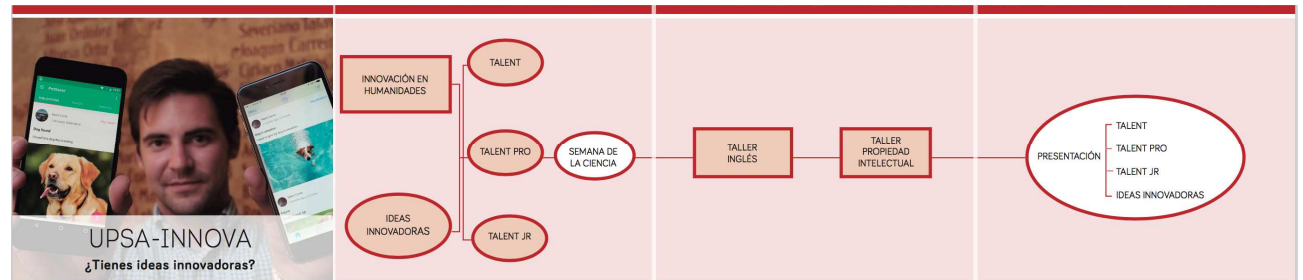 UPSA-INNOVA
¿Tienes ideas innovadoras?
INNOVACIÓN EN
HUMANIDADES
IDEAS
INNOVADORAS
TALENT
TALENT PRO
TALENT JR
SEMANA DE
LA CIENCIA
TALLER
INGLÉS
TALLER
PROPIEDAD
INTELECTUAL
PRESENTACIÓN
TALENT
TALENT PRO
TALENT JR
IDEAS INNOVADORAS